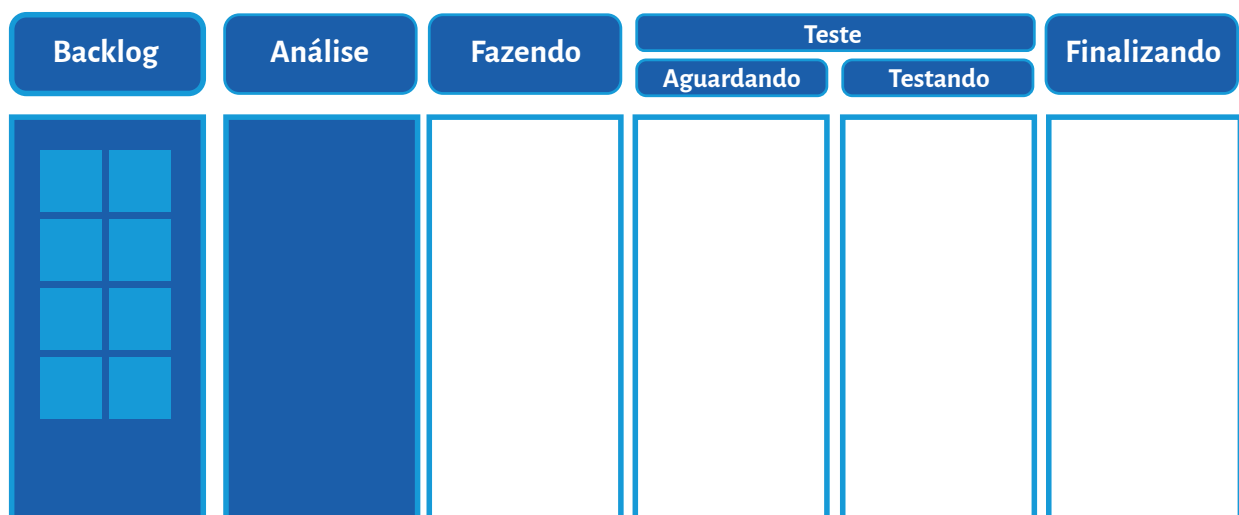 Backlog
Análise
Fazendo
Teste
Aguardando
Testando
Finalizando